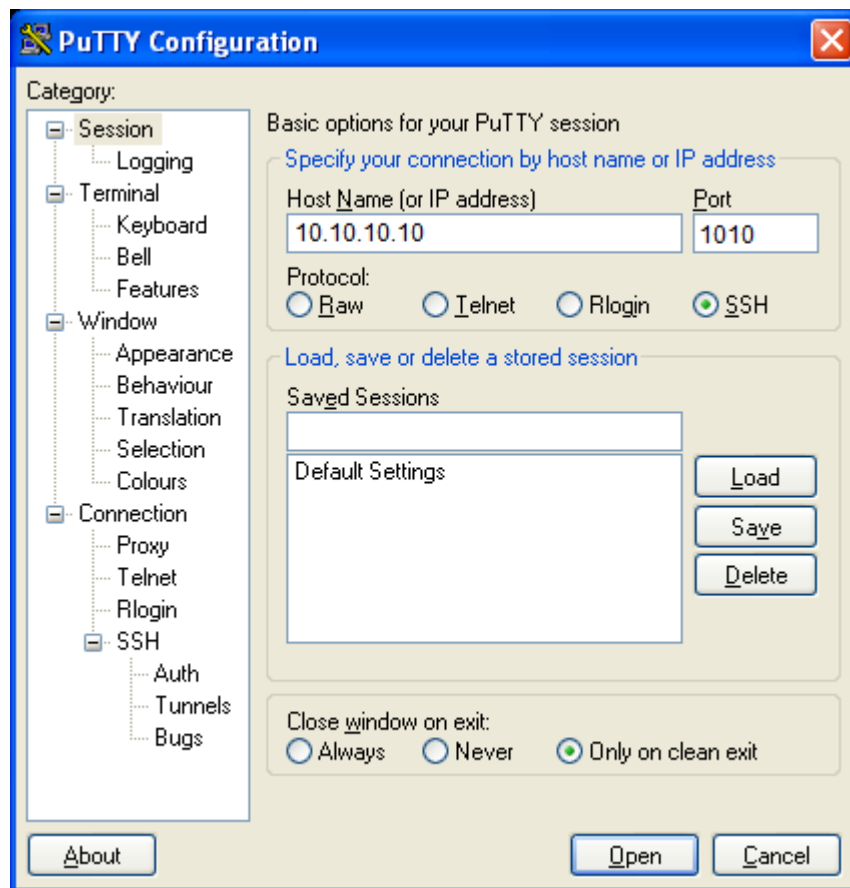 PuTTY Configuration
Category:
Session
Logging
Terminal
Keyboard
Bell
Features
Window
Appearance
Behaviour
Translation
Selection
Colours
Connection
Proxy
Telnet
Rlogin
SSH
Auth
Tunnels
Bugs
Basic options for your PuTTY session
Specify your connection by host name or IP address
Host Name (or IP address) Port
10.10.10.10 1010
Protocol:
Raw Telnet Rlogin SSH
Load, save or delete a stored session
Saved Sessions
Default Settings
Load
Save
Delete
Close window on exit:
Always Never Only on clean exit
About Open Cancel